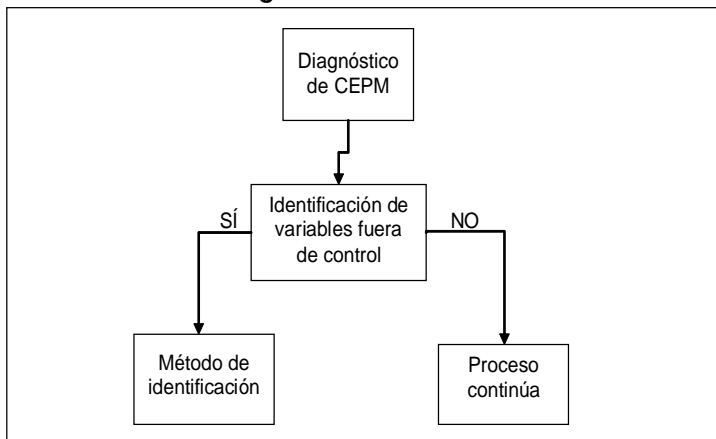 Diagnóstico
de CEPM
Identificación de
variables fuera
de control
SÍ
NO
Método de
identificación
Proceso
continúa